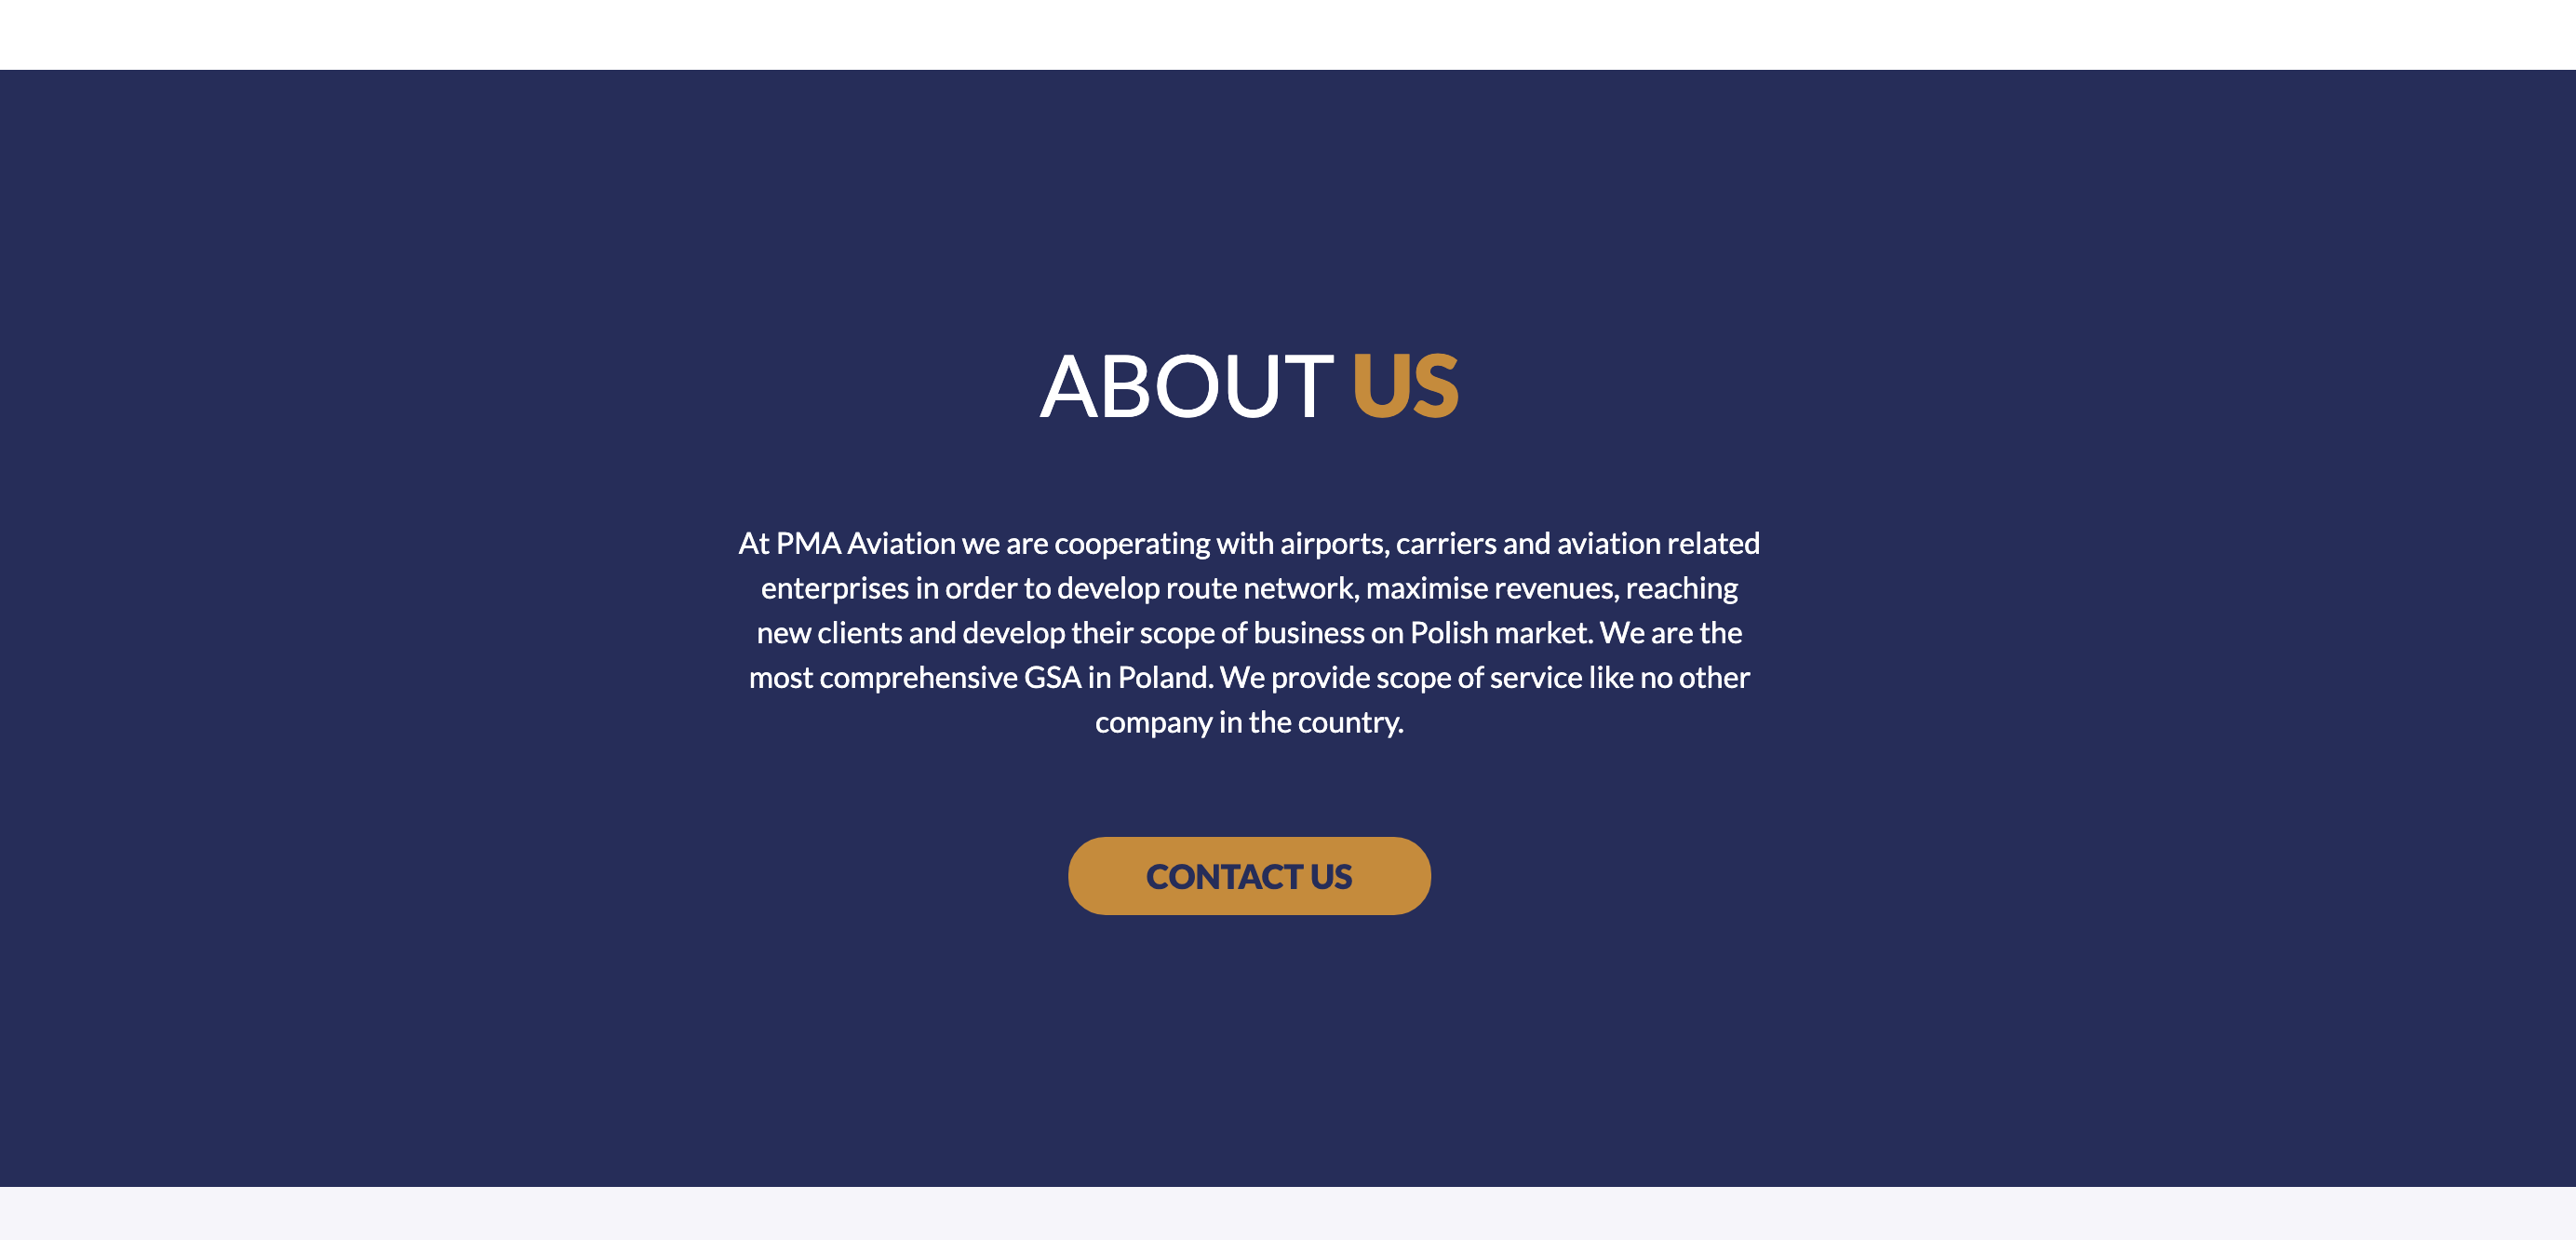 ABOUT US
At PMA Aviation we are cooperating with airports, carriers and aviation related
enterprises in order to develop route network, maximise revenues, reaching
new clients and develop their scope of business on Polish market. We are the
most comprehensive GSA in Poland. We provide scope of service like no other
company in the country.
CONTACT US